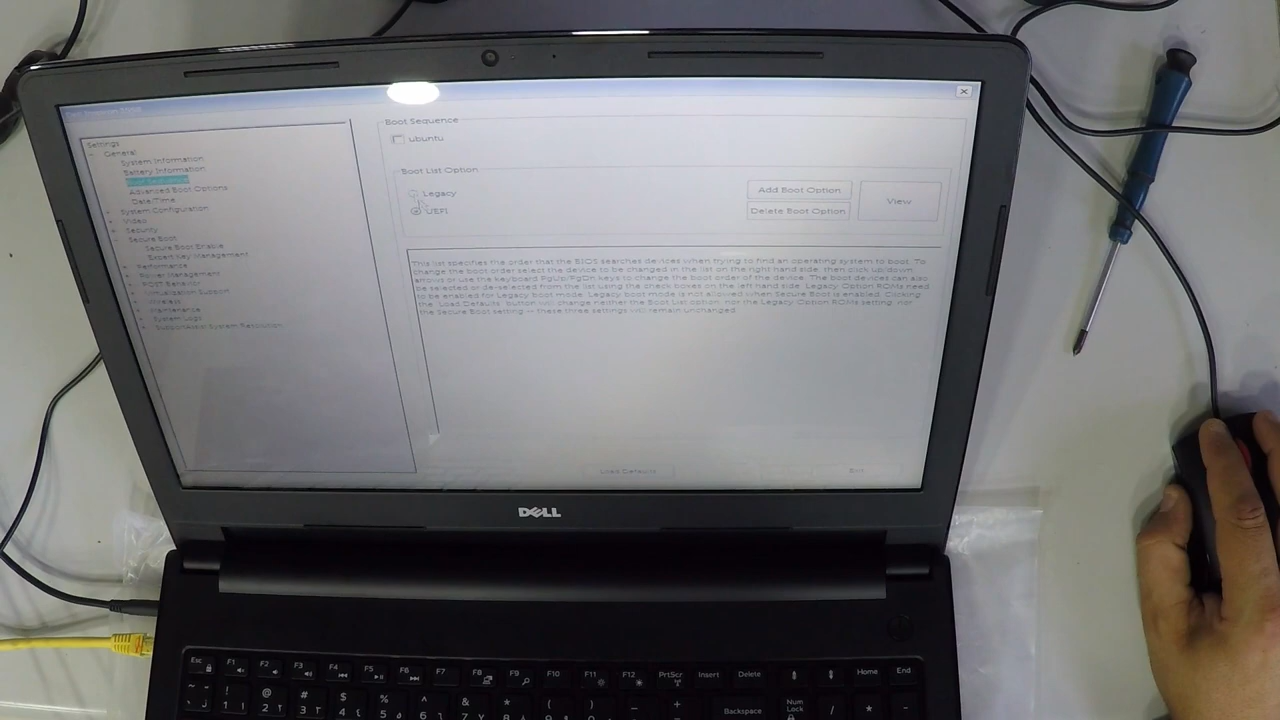 Settings
General
System Information
Battery Information
Boot Sequence
Advanced Boot Options
Date/Time
System Configuration
Video
Security
Secure Boot
Secure Boot Enable
Expert Key Management
Performance
Power Management
POST Behavior
Virtualization Support
Wireless
Maintenance
System Logs
SupportAssist System Resolution
Boot Sequence
ubuntu
Boot List Option
Legacy
UEFI
Add Boot Option
Delete Boot Option
View
This list specifies the order that the BIOS searches devices when trying to find an operating system to boot. To
change the boot order select the device to be changed in the list on the right hand side, then click up/down
allows or use the keyboard PgUp/PgDn keys to change the boot order of the device. The boot devices can also
be selected or de-selected from the list using the check boxes on the left hand side. Legacy Option ROMs need
to be enabled for Legacy boot mode. Legacy boot mode is not allowed when Secure Boot is enabled. Clicking
the 'Load Defaults' button will change neither the Boot List option, nor the Legacy Option ROMs setting, nor
the Secure Boot setting -- these three settings will remain unchanged.
Load Defaults
Exit
DELL
Esc F1 F2 F3 F4 F5 F6 F7 F8 F9 F10 F11 F12 PrtScr Insert Delete Home End
~ ! @ # $ % ^ & * ( ) _ + Backspace Num Lock / * -